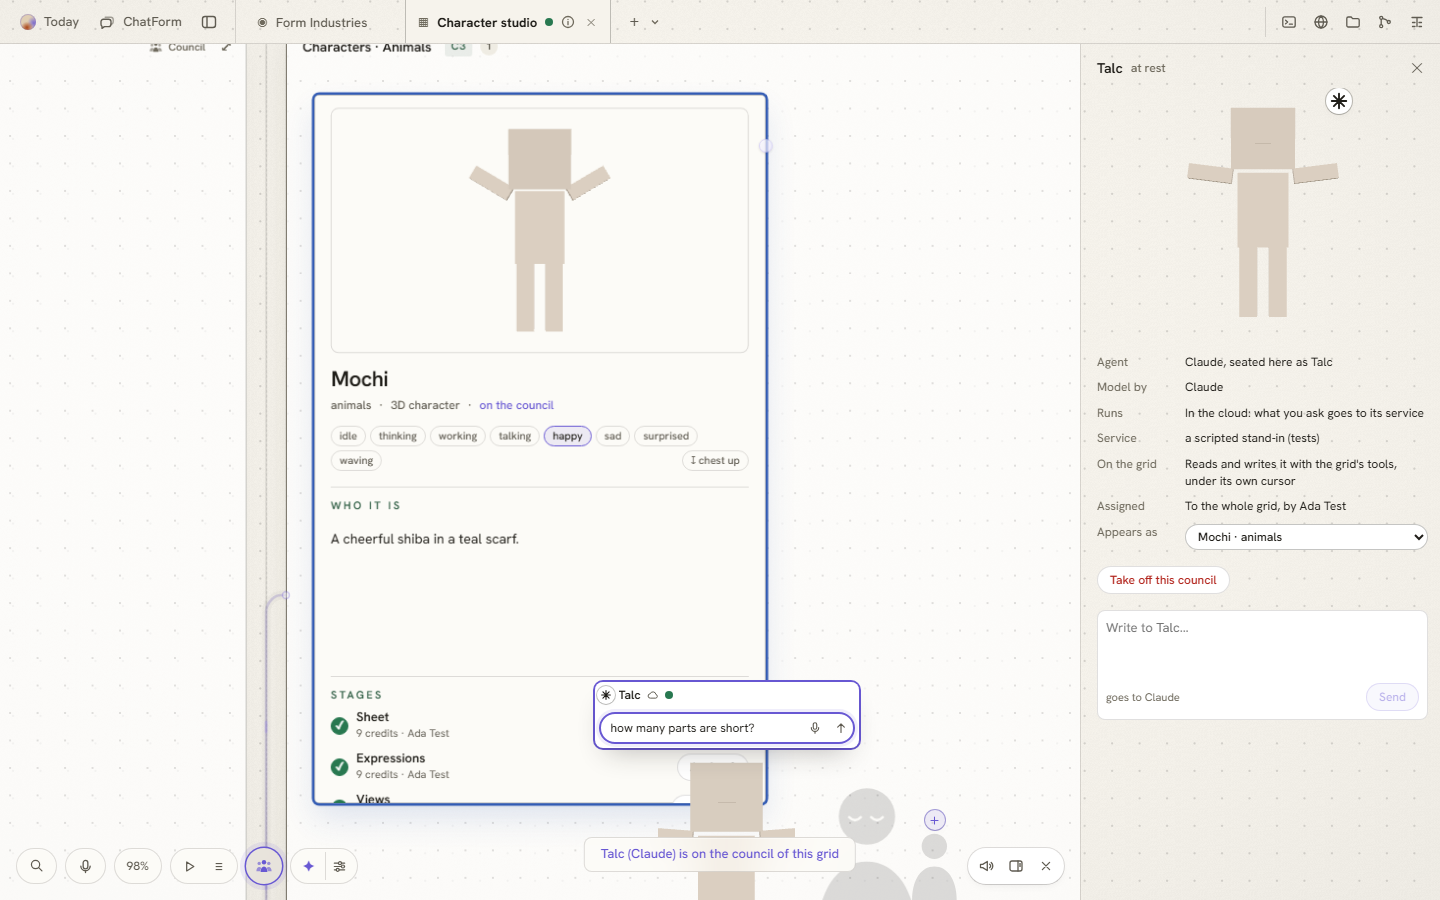 Today
ChatForm
Form Industries
Character studio
Council
Characters · Animals C3 1
Mochi
animals · 3D character · on the council
idle thinking working talking happy sad surprised
waving
chest up
WHO IT IS
A cheerful shiba in a teal scarf.
STAGES
Sheet
9 credits · Ada Test
Expressions
9 credits · Ada Test
Views
Talc
how many parts are short?
Talc (Claude) is on the council of this grid
98%
Talc at rest
Agent Claude, seated here as Talc
Model by Claude
Runs In the cloud: what you ask goes to its service
Service a scripted stand-in (tests)
On the grid Reads and writes it with the grid's tools,
under its own cursor
Assigned To the whole grid, by Ada Test
Appears as Mochi · animals
Take off this council
Write to Talc...
goes to Claude
Send